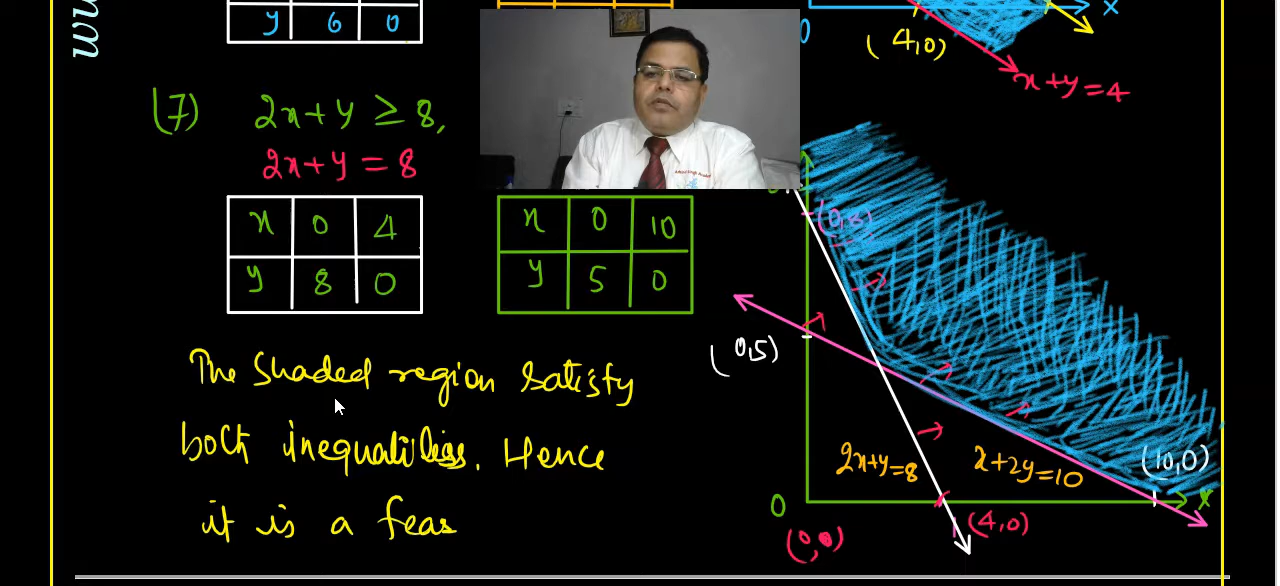 y 6 0
(4,0)
x
0
x+y=4
(7) 2x+y ≥ 8,
2x+y = 8
x 0 4
y 8 0
x 0 10
y 5 0
(0,8)
(0,5)
The shaded region satisfy
both inequalities. Hence
it is a feas
2x+y=8
x+2y=10
(10,0)
0
x
(4,0)
(0,0)